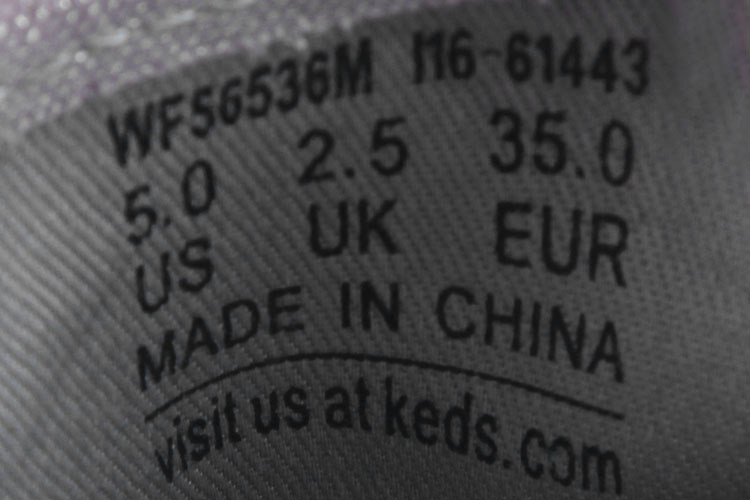 WF56536M I16-61443
5.0 2.5 35.0
US UK EUR
MADE IN CHINA
visit us at keds.com